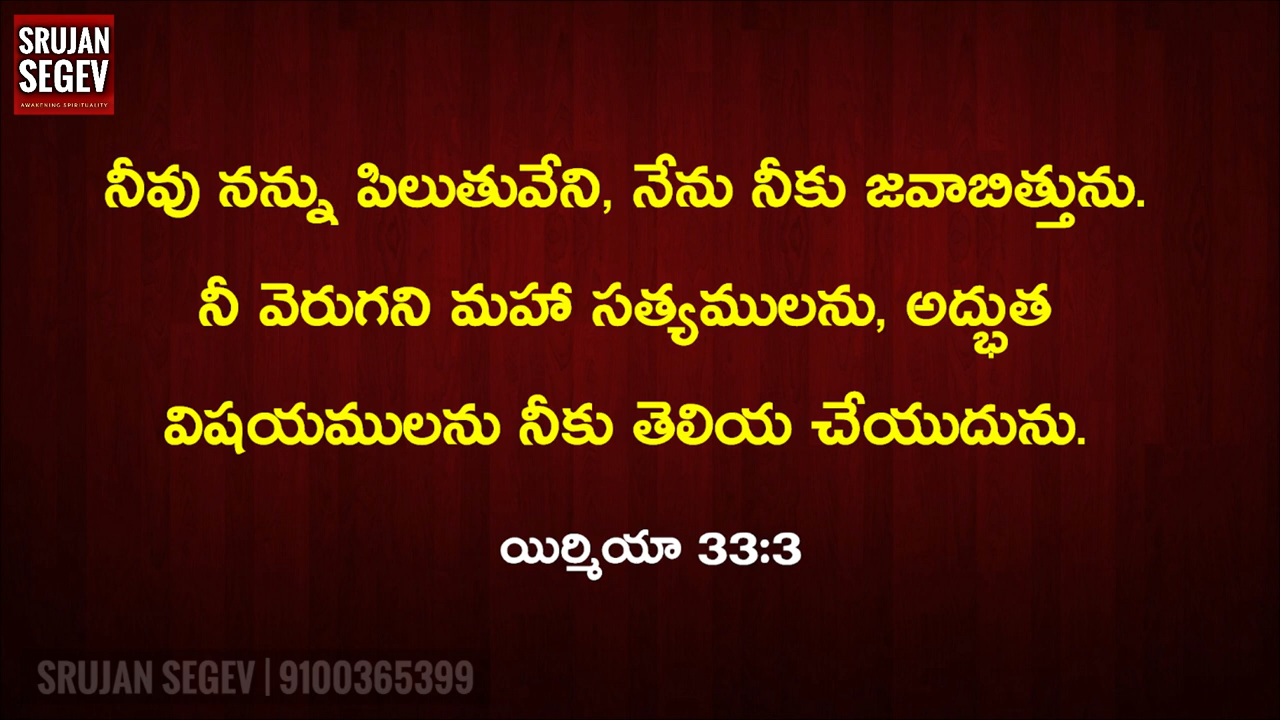 SRUJAN
SEGEV
AWAKENING SPIRITUALITY
నీవు నన్ను పిలుతువేని, నేను నీకు జవాబిత్తును.
నీ వెరుగని మహా సత్యములను, అద్భుత
విషయములను నీకు తెలియ చేయుదును.
యిర్మియా 33:3
SRUJAN SEGEV | 9100365399